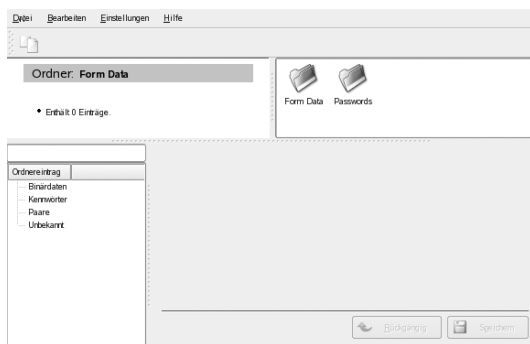 Datei Bearbeiten Einstellungen Hilfe
Ordner: Form Data
• Enthält 0 Einträge.
Form Data Passwords
Ordnereintrag
Binärdaten
Kennwörter
Paare
Unbekannt
Rückgängig Speichern